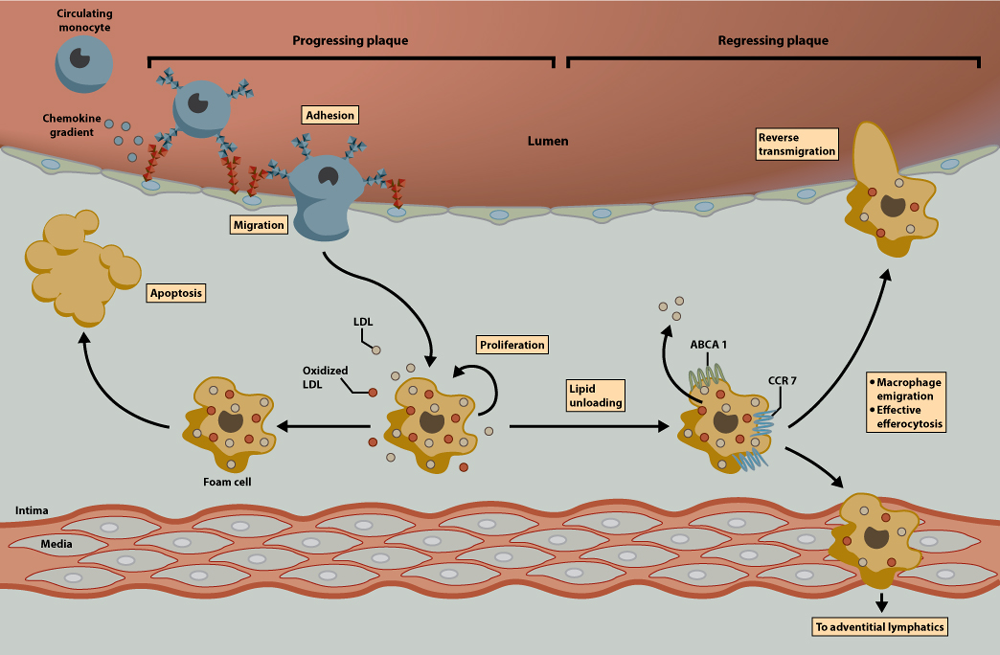 Circulating
monocyte
Progressing plaque
Regressing plaque
Chemokine
gradient
Adhesion
Lumen
Reverse
transmigration
Migration
Apoptosis
LDL
Proliferation
Oxidized
LDL
Lipid
unloading
ABCA 1
CCR 7
• Macrophage
emigration
• Effective
efferocytosis
Foam cell
Intima
Media
To adventitial lymphatics